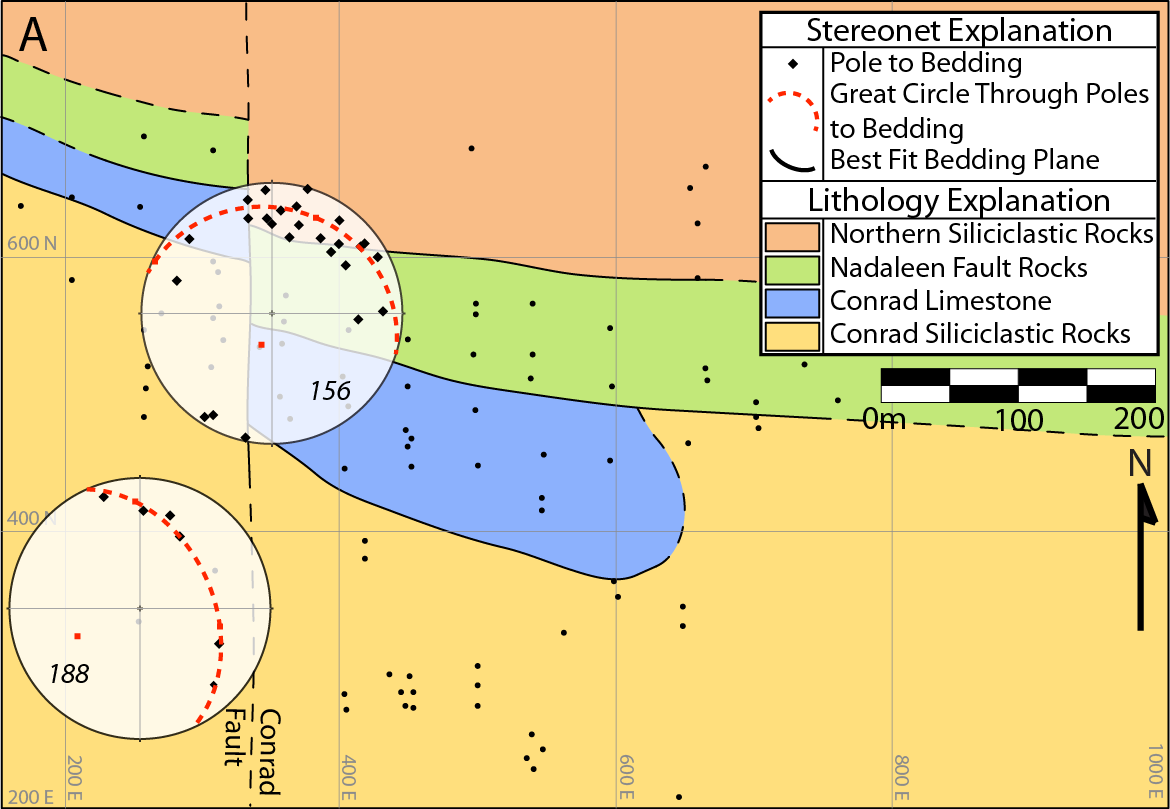 A
Stereonet Explanation
Pole to Bedding
Great Circle Through Poles
to Bedding
Best Fit Bedding Plane
Lithology Explanation
Northern Siliciclastic Rocks
Nadaleen Fault Rocks
Conrad Limestone
Conrad Siliciclastic Rocks
600 N
156
0m 100 200
N
400 N
188
Conrad
Fault
200 E
400 E
600 E
800 E
1000 E
200 E